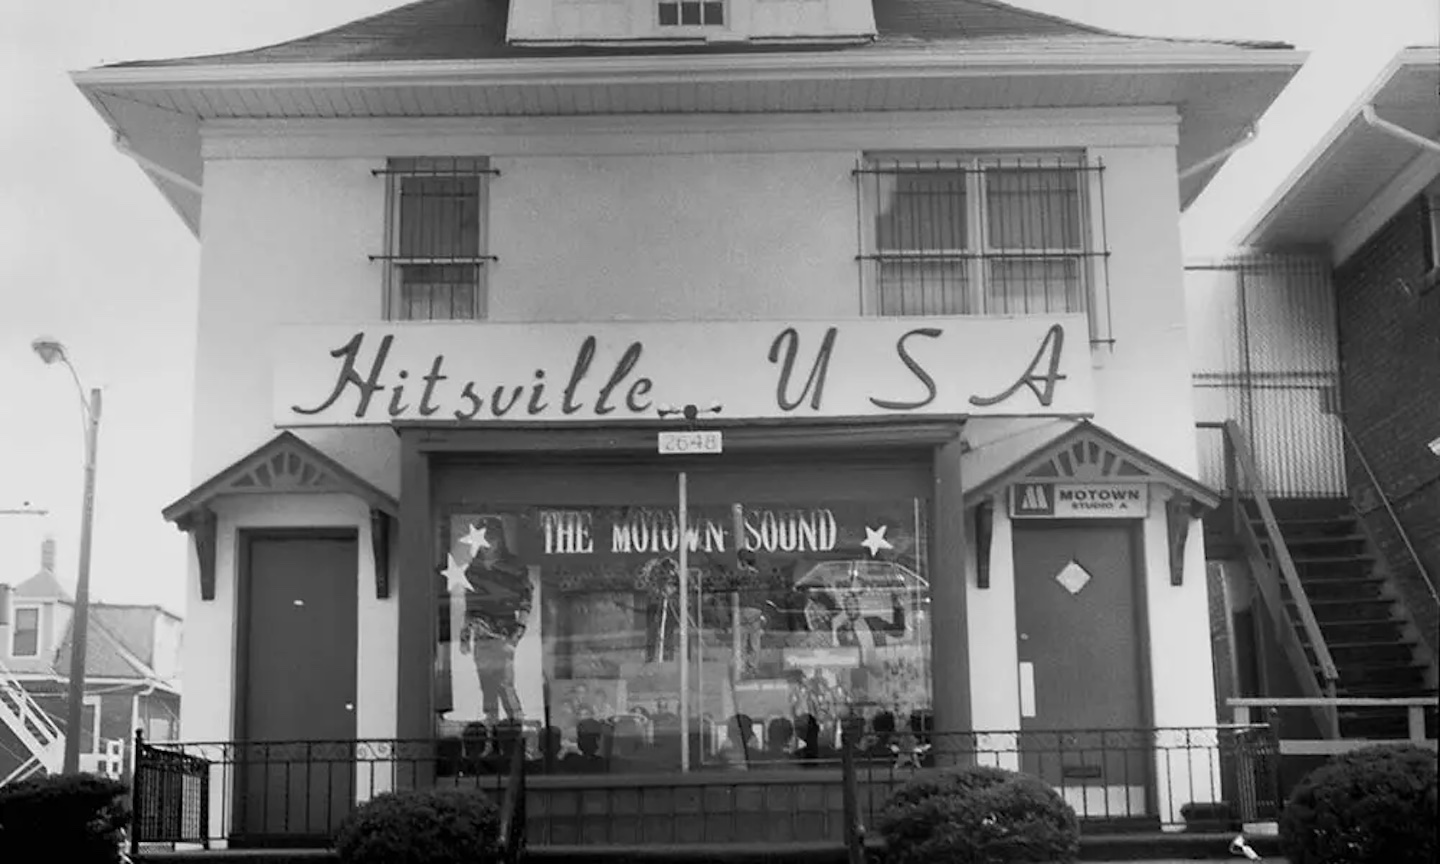 Hitsville U S A
2648
THE MOTOWN SOUND
M MOTOWN
STUDIO A